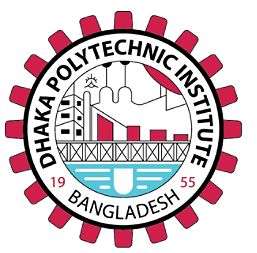 DHAKA POLYTECHNIC INSTITUTE
19 55
BANGLADESH